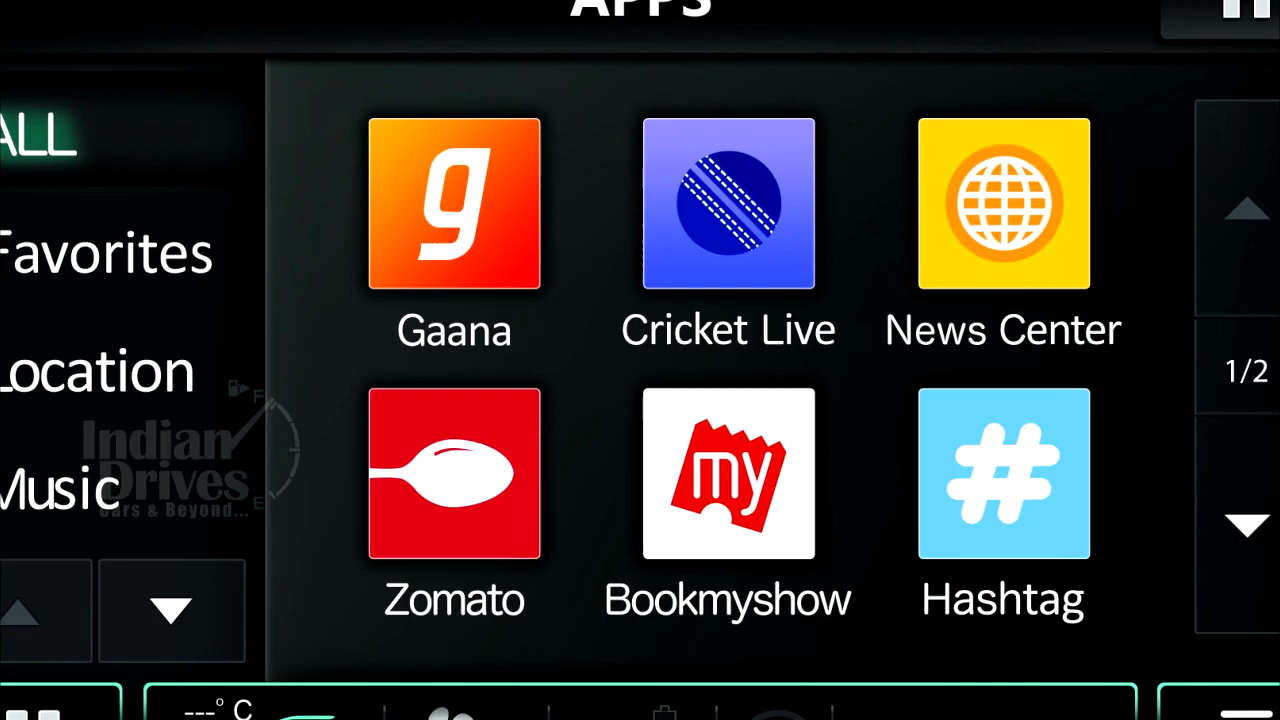 APPS
ALL
Favorites
Location
Music
g
Gaana
Cricket Live
News Center
Zomato
my
Bookmyshow
#
Hashtag
1/2
F
Indian
Drives
Cars & Beyond...
E
---° C